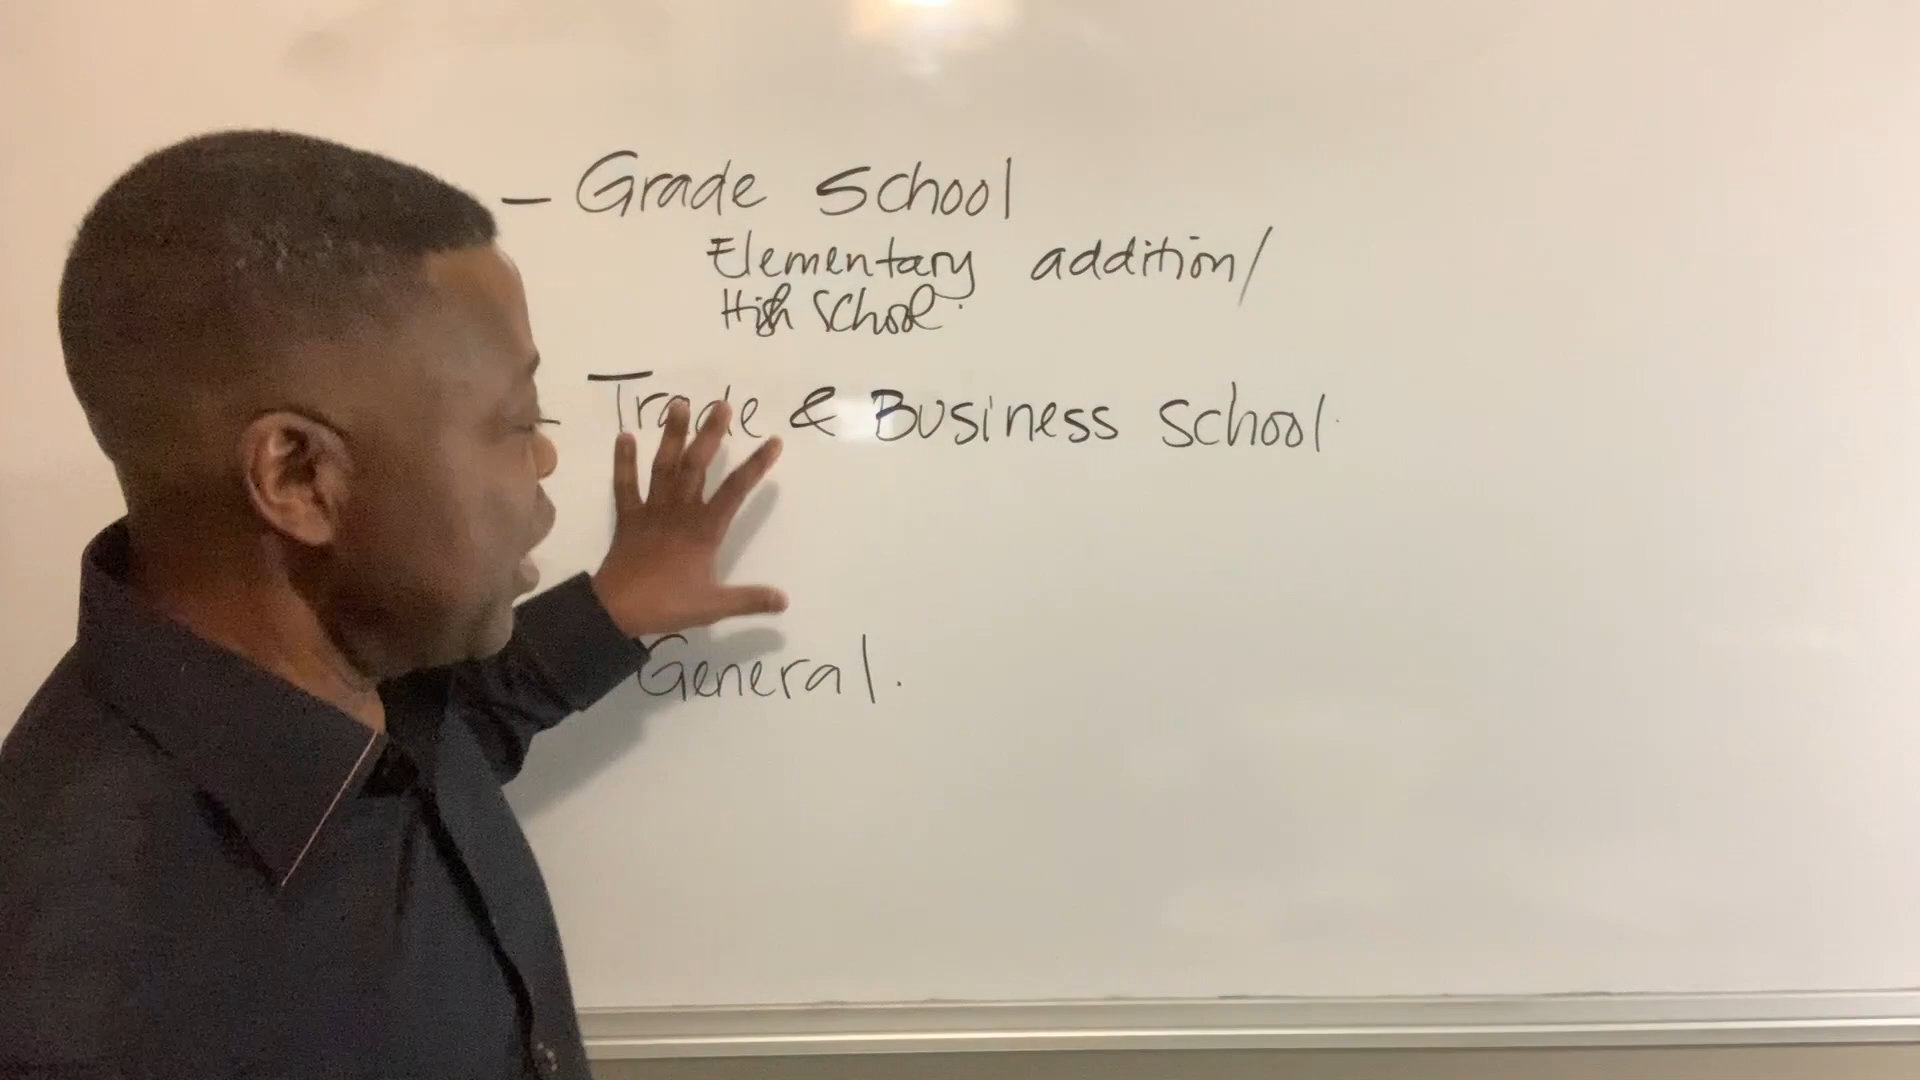 - Grade School
Elementary addition/
High School.
- Trade & Business School.
General.